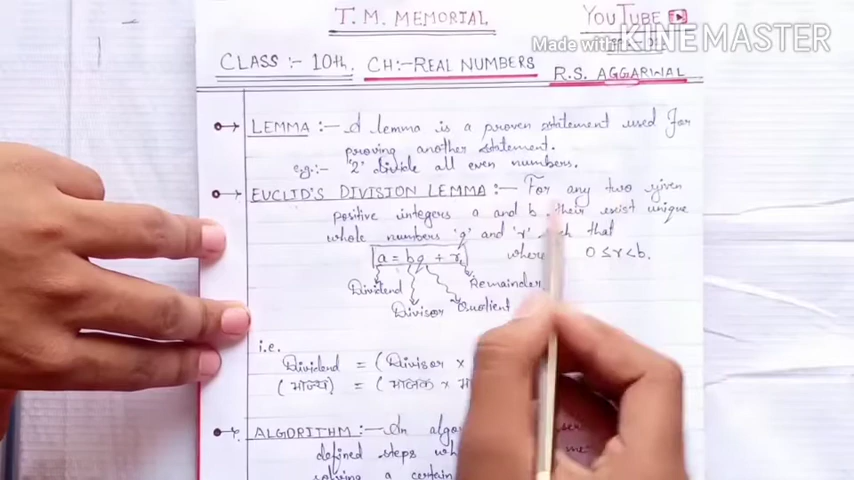 T. M. MEMORIAL
YOUTUBE
Made with KINEMASTER
CLASS :- 10th. CH:- REAL NUMBERS R.S. AGGARWAL
LEMMA :- A lemma is a proven statement used for
proving another statement.
e.g.:- '2' divide all even numbers.
EUCLID'S DIVISION LEMMA :- For any two given
positive integers a and b their exist unique
whole numbers 'q' and 'r' such that
a = bq + r, where 0 ≤ r < b.
Dividend Remainder
Divisor Quotient
i.e.
Dividend = (Divisor ×
(भाज्य) = (भाजक ×
ALGORITHM :- An
defined steps
solving a certain